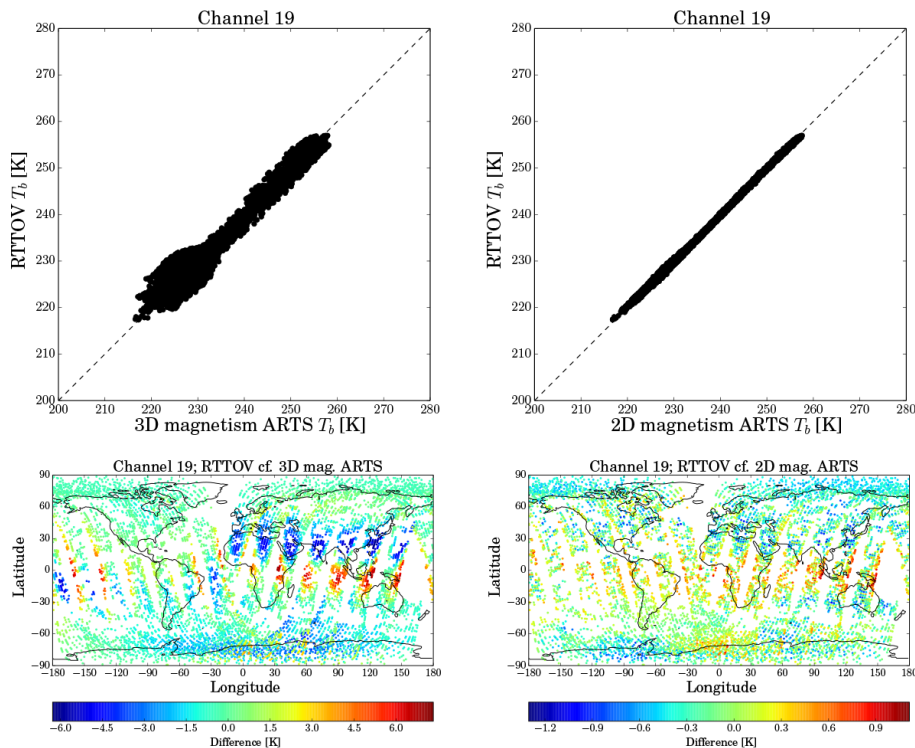 Channel 19
280
270
260
250
240
230
220
210
200
RTTOV Tb [K]
200 210 220 230 240 250 260 270 280
3D magnetism ARTS Tb [K]
Channel 19
280
270
260
250
240
230
220
210
200
RTTOV Tb [K]
200 210 220 230 240 250 260 270 280
2D magnetism ARTS Tb [K]
Channel 19; RTTOV cf. 3D mag. ARTS
90
60
30
0
−30
−60
−90
Latitude
−180 −150 −120 −90 −60 −30 0 30 60 90 120 150 180
Longitude
−6.0 −4.5 −3.0 −1.5 0.0 1.5 3.0 4.5 6.0
Difference [K]
Channel 19; RTTOV cf. 2D mag. ARTS
90
60
30
0
−30
−60
−90
Latitude
−180 −150 −120 −90 −60 −30 0 30 60 90 120 150 180
Longitude
−1.2 −0.9 −0.6 −0.3 0.0 0.3 0.6 0.9
Difference [K]